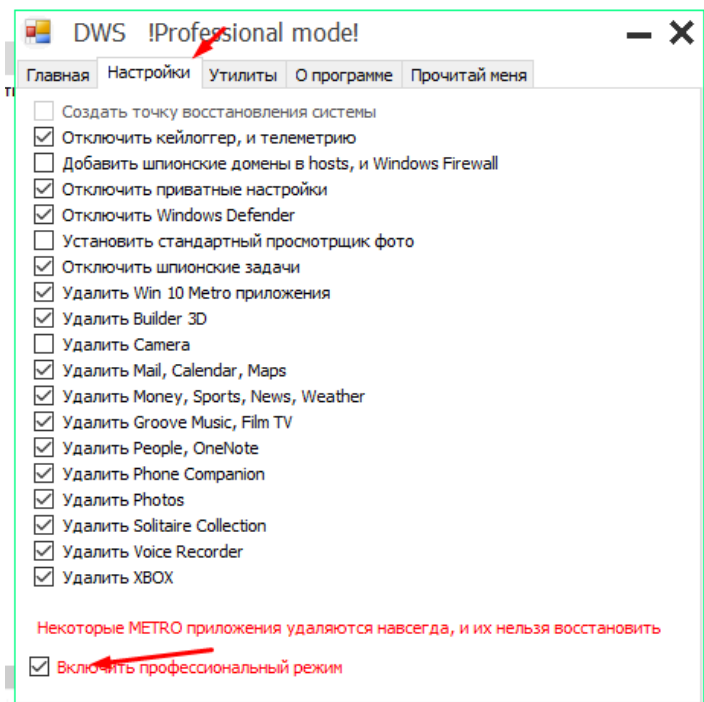 DWS !Professional mode!
Главная Настройки Утилиты О программе Прочитай меня
Создать точку восстановления системы
Отключить кейлоггер, и телеметрию
Добавить шпионские домены в hosts, и Windows Firewall
Отключить приватные настройки
Отключить Windows Defender
Установить стандартный просмотрщик фото
Отключить шпионские задачи
Удалить Win 10 Metro приложения
Удалить Builder 3D
Удалить Camera
Удалить Mail, Calendar, Maps
Удалить Money, Sports, News, Weather
Удалить Groove Music, Film TV
Удалить People, OneNote
Удалить Phone Companion
Удалить Photos
Удалить Solitaire Collection
Удалить Voice Recorder
Удалить XBOX
Некоторые METRO приложения удаляются навсегда, и их нельзя восстановить
Включить профессиональный режим